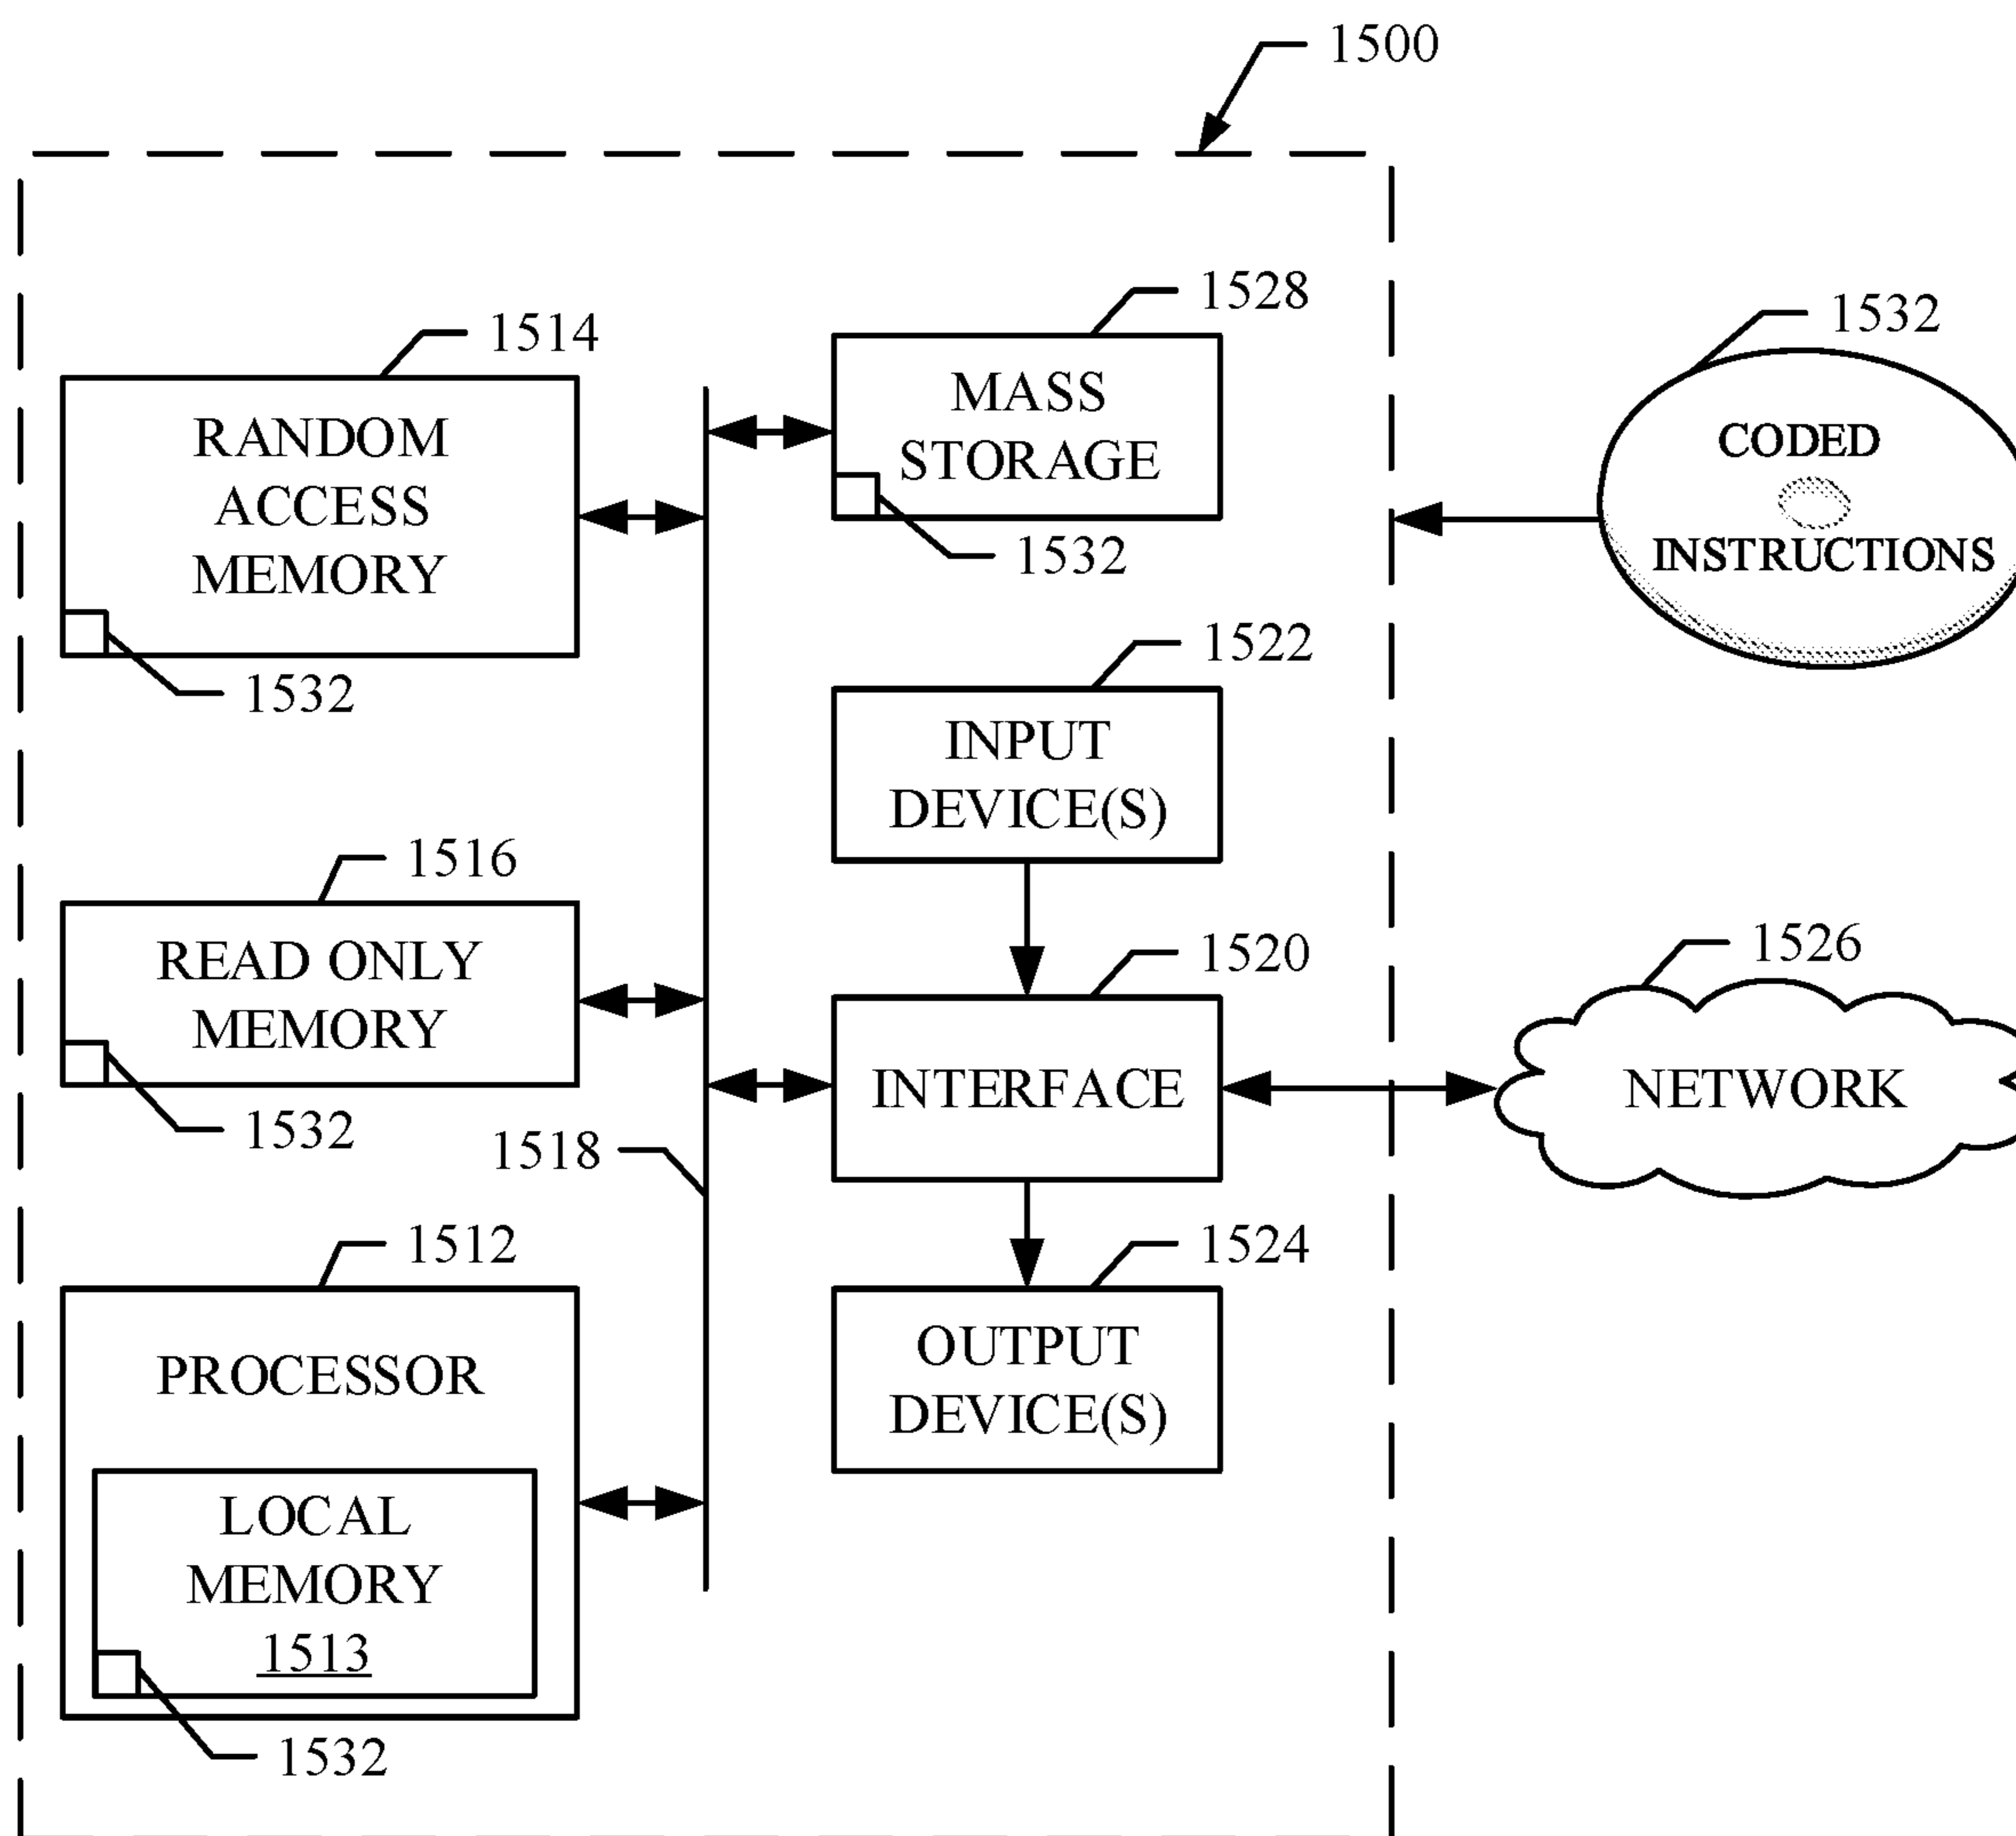 1500
1528
1514
1532
MASS
STORAGE
RANDOM
ACCESS
MEMORY
CODED
INSTRUCTIONS
1532
1532
1522
INPUT
DEVICE(S)
1516
READ ONLY
MEMORY
1532
1520
INTERFACE
1526
NETWORK
1518
1512
PROCESSOR
LOCAL
MEMORY
1513
1532
1524
OUTPUT
DEVICE(S)